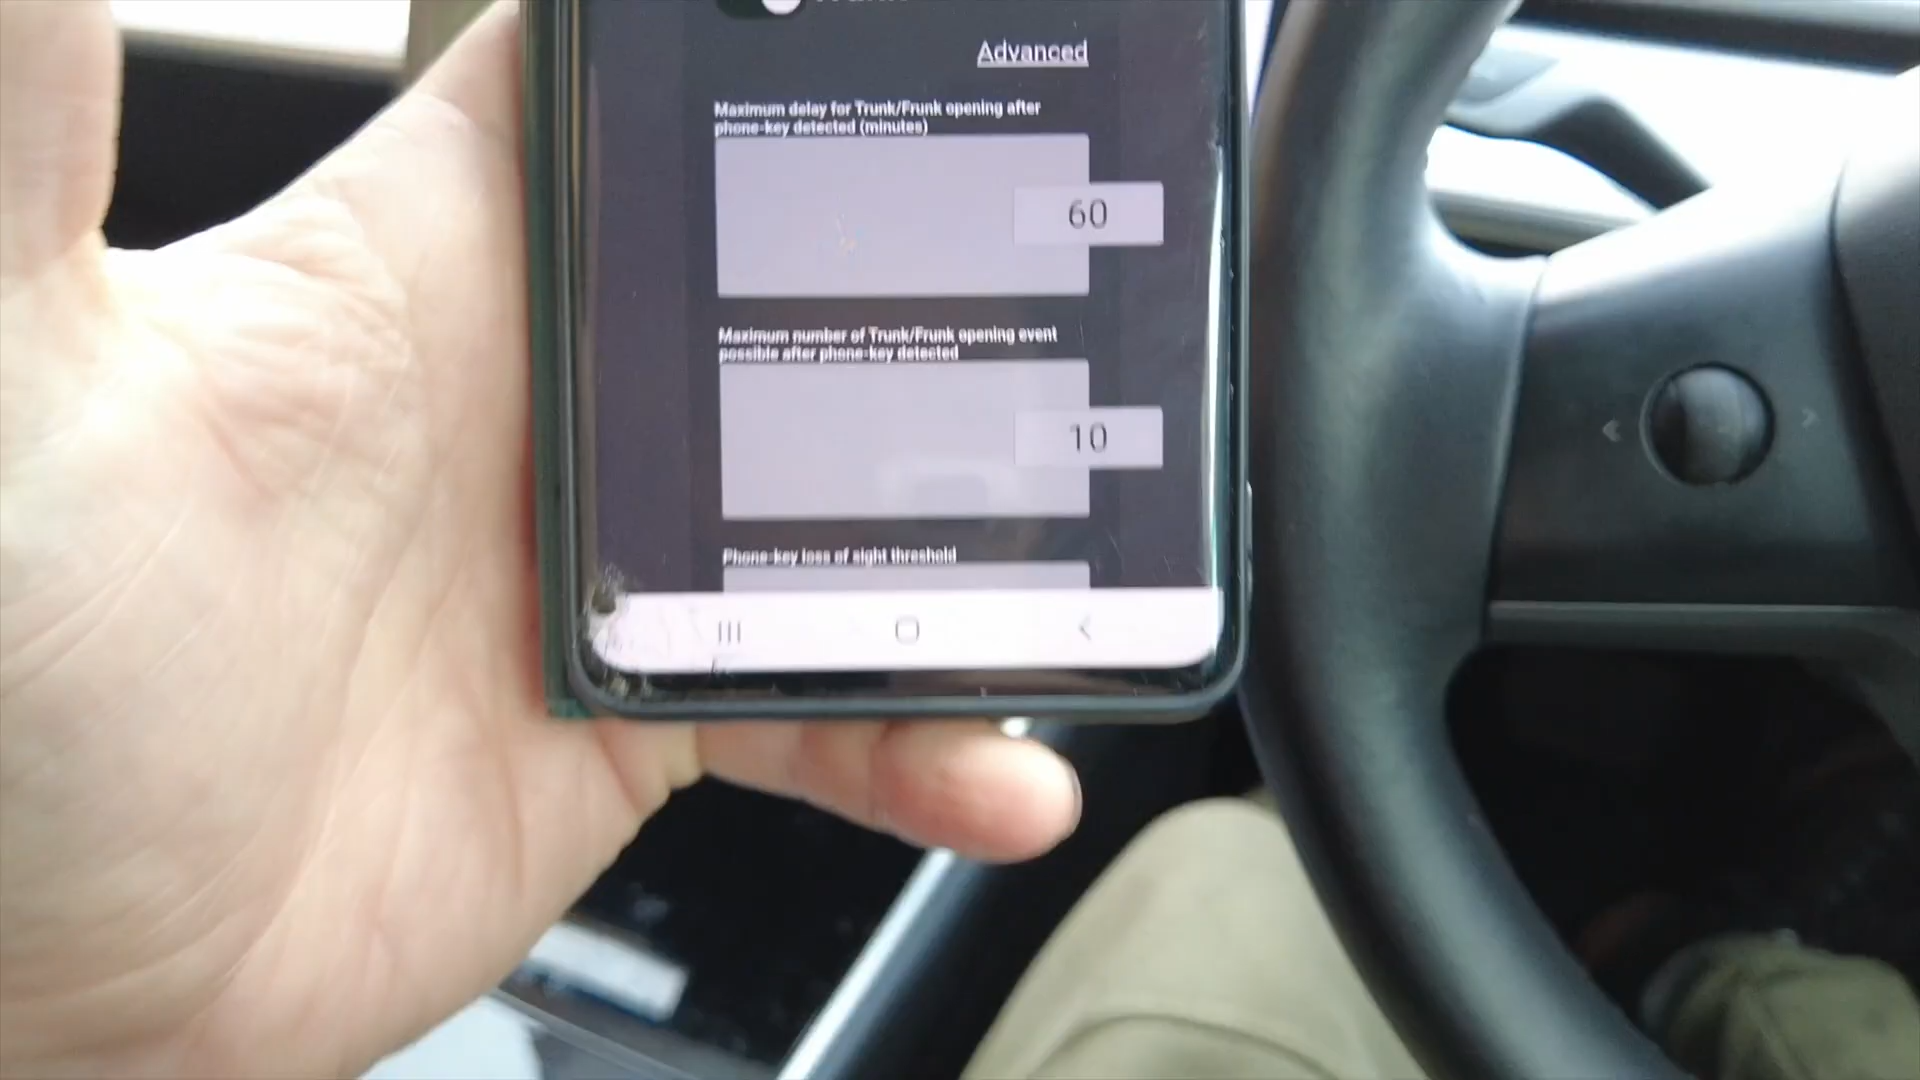 Advanced
Maximum delay for Trunk/Frunk opening after
phone-key detected (minutes)
60
Maximum number of Trunk/Frunk opening event
possible after phone-key detected
10
Phone-key loss of sight threshold